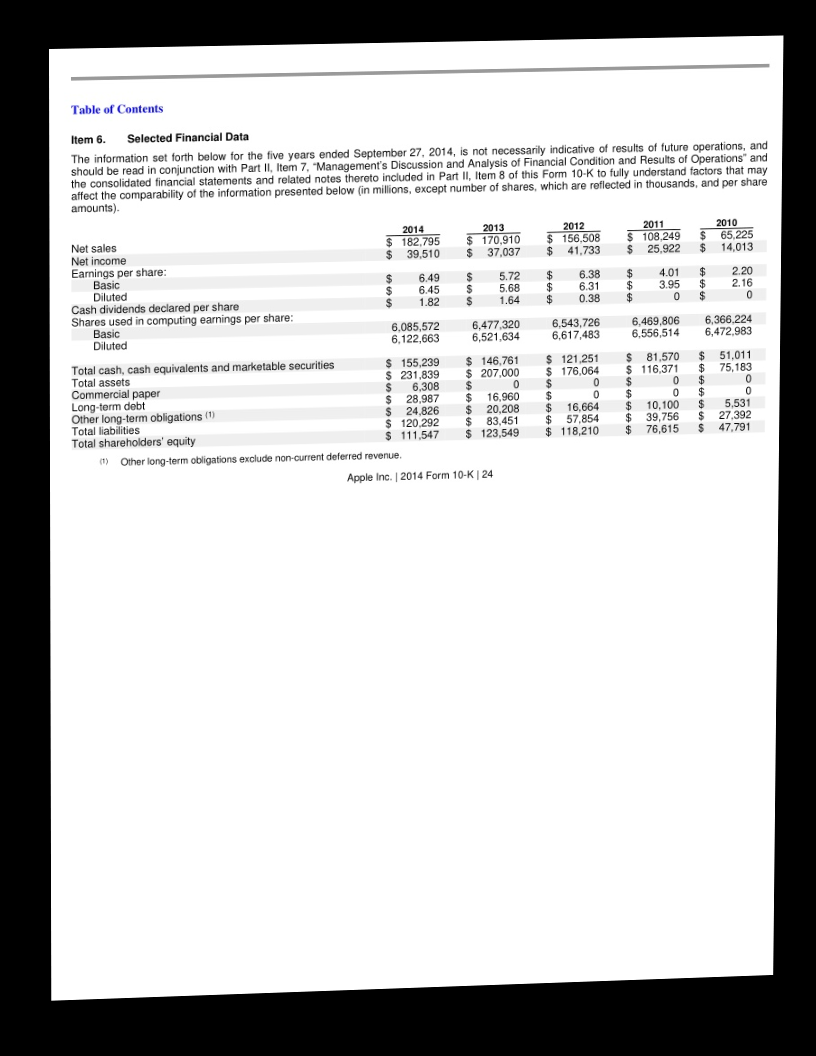 Table of Contents
Item 6. Selected Financial Data
The information set forth below for the five years ended September 27, 2014, is not necessarily indicative of results of future operations, and
should be read in conjunction with Part II, Item 7, “Management’s Discussion and Analysis of Financial Condition and Results of Operations” and
the consolidated financial statements and related notes thereto included in Part II, Item 8 of this Form 10-K to fully understand factors that may
affect the comparability of the information presented below (in millions, except number of shares, which are reflected in thousands, and per share
amounts).
2014 2013 2012 2011 2010
Net sales $ 182,795 $ 170,910 $ 156,508 $ 108,249 $ 65,225
Net income $ 39,510 $ 37,037 $ 41,733 $ 25,922 $ 14,013
Earnings per share:
Basic $ 6.49 $ 5.72 $ 6.38 $ 4.01 $ 2.20
Diluted $ 6.45 $ 5.68 $ 6.31 $ 3.95 $ 2.16
Cash dividends declared per share $ 1.82 $ 1.64 $ 0.38 $ 0 $ 0
Shares used in computing earnings per share:
Basic 6,085,572 6,477,320 6,543,726 6,469,806 6,366,224
Diluted 6,122,663 6,521,634 6,617,483 6,556,514 6,472,983
Total cash, cash equivalents and marketable securities $ 155,239 $ 146,761 $ 121,251 $ 81,570 $ 51,011
Total assets $ 231,839 $ 207,000 $ 176,064 $ 116,371 $ 75,183
Commercial paper $ 6,308 $ 0 $ 0 $ 0 $ 0
Long-term debt $ 28,987 $ 16,960 $ 0 $ 0 $ 0
Other long-term obligations (1) $ 24,826 $ 20,208 $ 16,664 $ 10,100 $ 5,531
Total liabilities $ 120,292 $ 83,451 $ 57,854 $ 39,756 $ 27,392
Total shareholders’ equity $ 111,547 $ 123,549 $ 118,210 $ 76,615 $ 47,791
(1) Other long-term obligations exclude non-current deferred revenue.
Apple Inc. | 2014 Form 10-K | 24